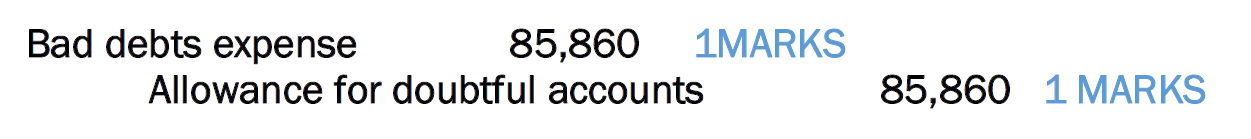 Bad debts expense 85,860 1MARKS
Allowance for doubtful accounts 85,860 1 MARKS